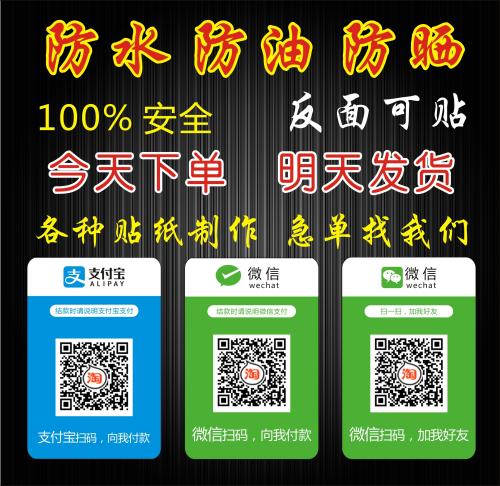 防水 防油 防晒
100% 安全 反面可贴
今天下单 明天发货
各种贴纸制作 急单找我们
支付宝
ALIPAY
结款时请说明支付宝支付
淘
支付宝扫码，向我付款
微信
wechat
结款时请说明微信支付
淘
微信扫码，向我付款
微信
wechat
扫一扫，加我好友
淘
微信扫码，加我好友